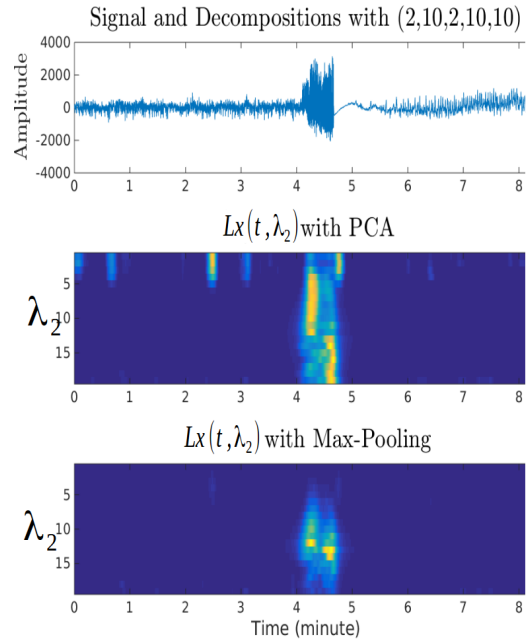 Signal and Decompositions with (2,10,2,10,10)
Amplitude
4000
2000
0
-2000
-4000
0 1 2 3 4 5 6 7 8
Lx(t,λ2) with PCA
λ2
5
10
15
0 1 2 3 4 5 6 7 8
Lx(t,λ2) with Max-Pooling
λ2
5
10
15
0 1 2 3 4 5 6 7 8
Time (minute)